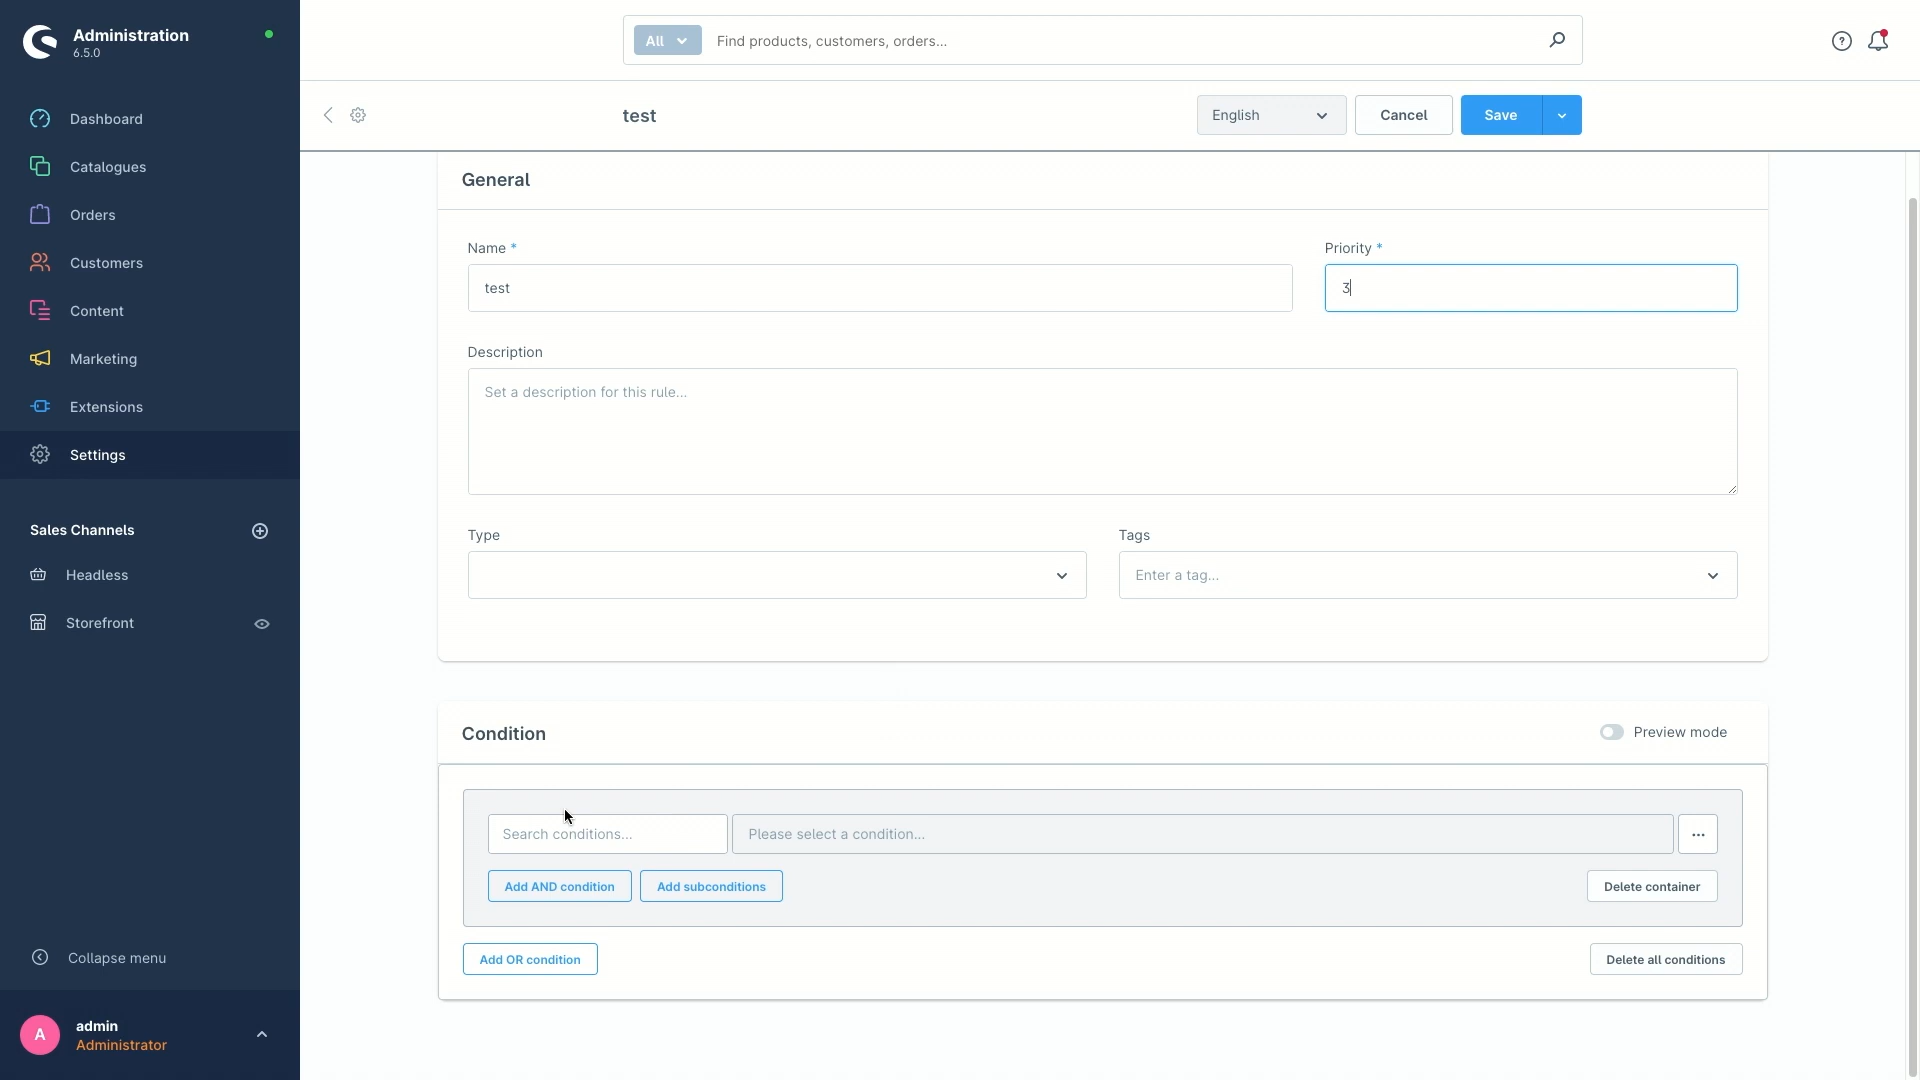 Administration
6.5.0
All
Find products, customers, orders...
test
English
Cancel
Save
Dashboard
Catalogues
Orders
Customers
Content
Marketing
Extensions
Settings
Sales Channels
Headless
Storefront
Collapse menu
A
admin
Administrator
General
Name *
Priority *
test
3
Description
Set a description for this rule...
Type
Tags
Enter a tag...
Condition
Preview mode
Search conditions...
Please select a condition...
...
Add AND condition
Add subconditions
Delete container
Add OR condition
Delete all conditions